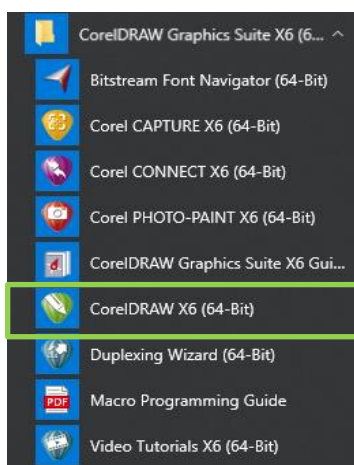 CorelDRAW Graphics Suite X6 (6...
Bitstream Font Navigator (64-Bit)
Corel CAPTURE X6 (64-Bit)
Corel CONNECT X6 (64-Bit)
Corel PHOTO-PAINT X6 (64-Bit)
CorelDRAW Graphics Suite X6 Gui...
CorelDRAW X6 (64-Bit)
Duplexing Wizard (64-Bit)
PDF Macro Programming Guide
Video Tutorials X6 (64-Bit)